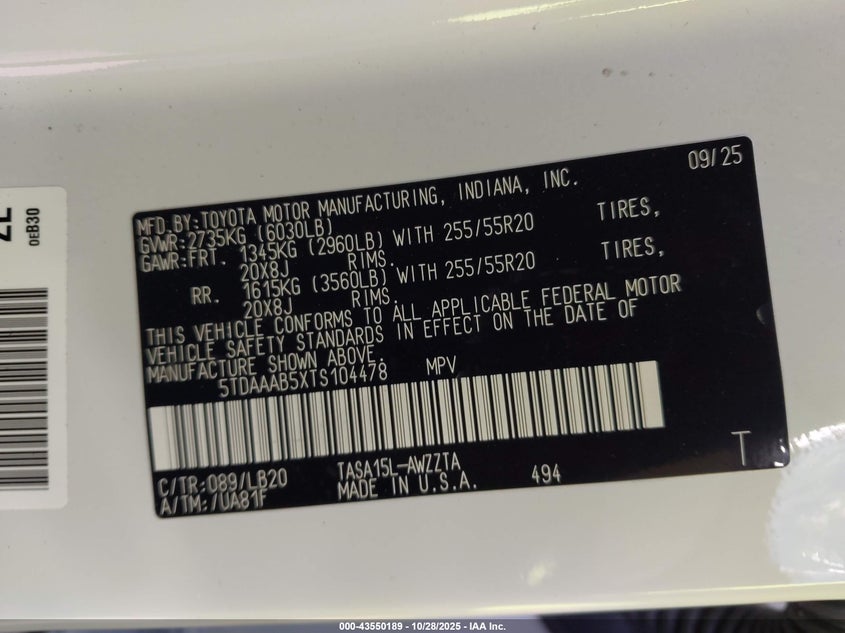 09/25
MFD.BY:TOYOTA MOTOR MANUFACTURING, INDIANA, INC.
GVWR:2735KG (6030LB)
GAWR:FRT. 1345KG (2960LB) WITH 255/55R20 TIRES,
20X8J RIMS.
RR. 1615KG (3560LB) WITH 255/55R20 TIRES,
20X8J RIMS.
THIS VEHICLE CONFORMS TO ALL APPLICABLE FEDERAL MOTOR
VEHICLE SAFETY STANDARDS IN EFFECT ON THE DATE OF
MANUFACTURE SHOWN ABOVE.
5TDAAAB5XTS104478 MPV
C/TR:089/LB20 TASA15L-AWZZTA
A/TM:/UA81F MADE IN U.S.A. 494 T
0EB30
000-43550189 - 10/28/2025 - IAA Inc.